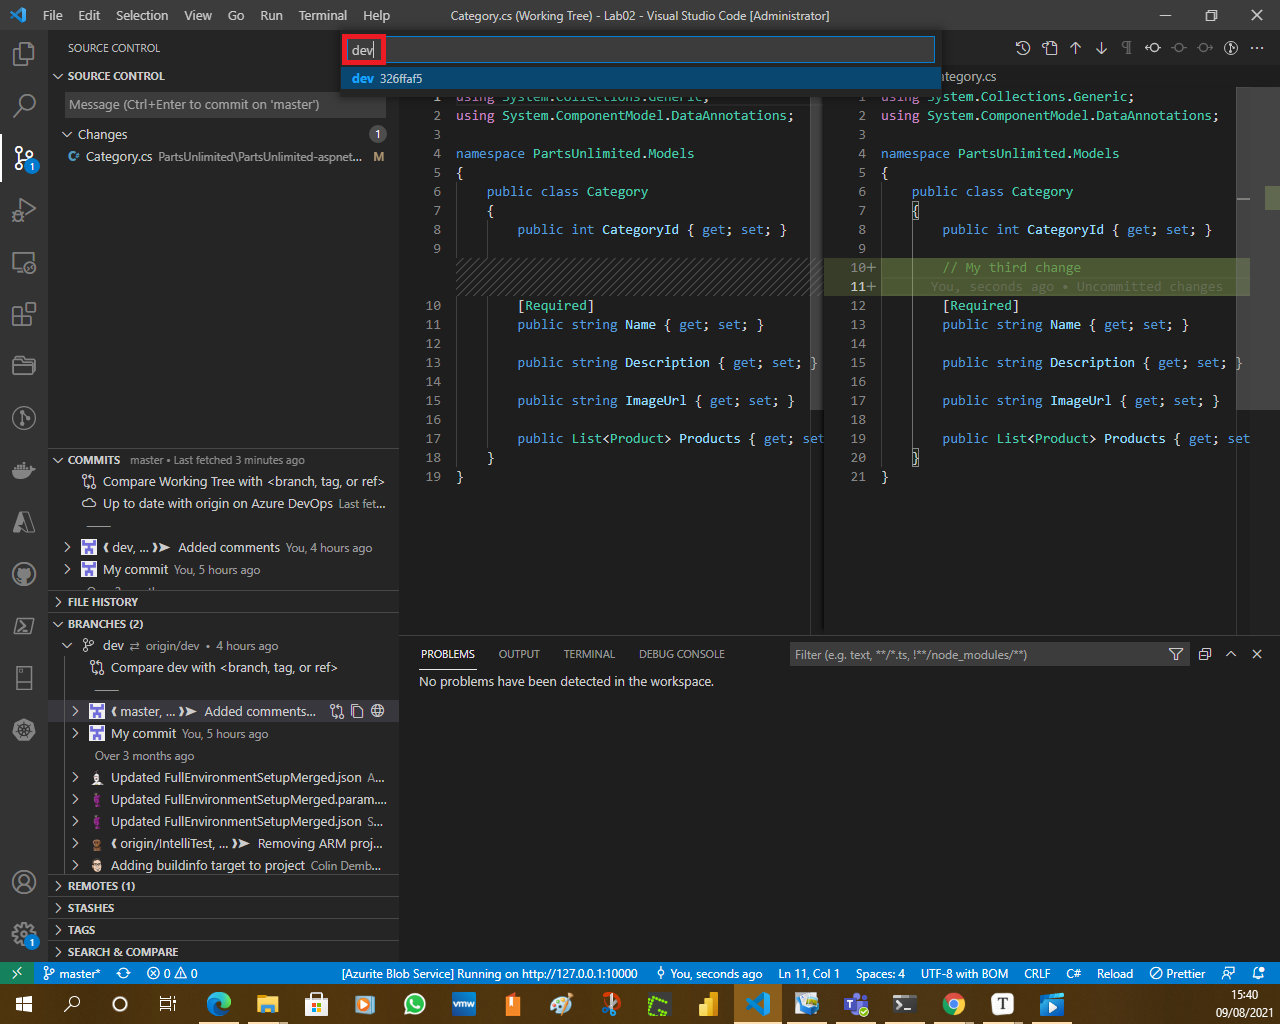 File Edit Selection View Go Run Terminal Help Category.cs (Working Tree) - Lab02 - Visual Studio Code [Administrator]
SOURCE CONTROL
dev
dev 326ffaf5
SOURCE CONTROL
Message (Ctrl+Enter to commit on 'master')
Changes 1
Category.cs PartsUnlimited\PartsUnlimited-aspnet... M
1
COMMITS master • Last fetched 3 minutes ago
Compare Working Tree with <branch, tag, or ref>
Up to date with origin on Azure DevOps Last fet...
dev, ... Added comments You, 4 hours ago
My commit You, 5 hours ago
FILE HISTORY
BRANCHES (2)
dev ⇄ origin/dev • 4 hours ago
Compare dev with <branch, tag, or ref>
master, ... Added comments...
My commit You, 5 hours ago
Over 3 months ago
Updated FullEnvironmentSetupMerged.json A...
Updated FullEnvironmentSetupMerged.param....
Updated FullEnvironmentSetupMerged.json S...
origin/IntelliTest, ... Removing ARM proj...
Adding buildinfo target to project Colin Demb...
REMOTES (1)
STASHES
TAGS
SEARCH & COMPARE
1
1 using System.Collections.Generic;
2 using System.ComponentModel.DataAnnotations;
3
4 namespace PartsUnlimited.Models
5 {
6 public class Category
7 {
8 public int CategoryId { get; set; }
9
10 [Required]
11 public string Name { get; set; }
12
13 public string Description { get; set; }
14
15 public string ImageUrl { get; set; }
16
17 public List<Product> Products { get; set
18 }
19 }
ategory.cs
1 using System.Collections.Generic;
2 using System.ComponentModel.DataAnnotations;
3
4 namespace PartsUnlimited.Models
5 {
6 public class Category
7 {
8 public int CategoryId { get; set; }
9
10+ // My third change
11+ You, seconds ago • Uncommitted changes
12 [Required]
13 public string Name { get; set; }
14
15 public string Description { get; set; }
16
17 public string ImageUrl { get; set; }
18
19 public List<Product> Products { get; set
20 }
21 }
PROBLEMS OUTPUT TERMINAL DEBUG CONSOLE Filter (e.g. text, **/*.ts, !**/node_modules/**)
No problems have been detected in the workspace.
master* 0 0 [Azurite Blob Service] Running on http://127.0.0.1:10000 You, seconds ago Ln 11, Col 1 Spaces: 4 UTF-8 with BOM CRLF C# Reload Prettier
vmw T
15:40
09/08/2021